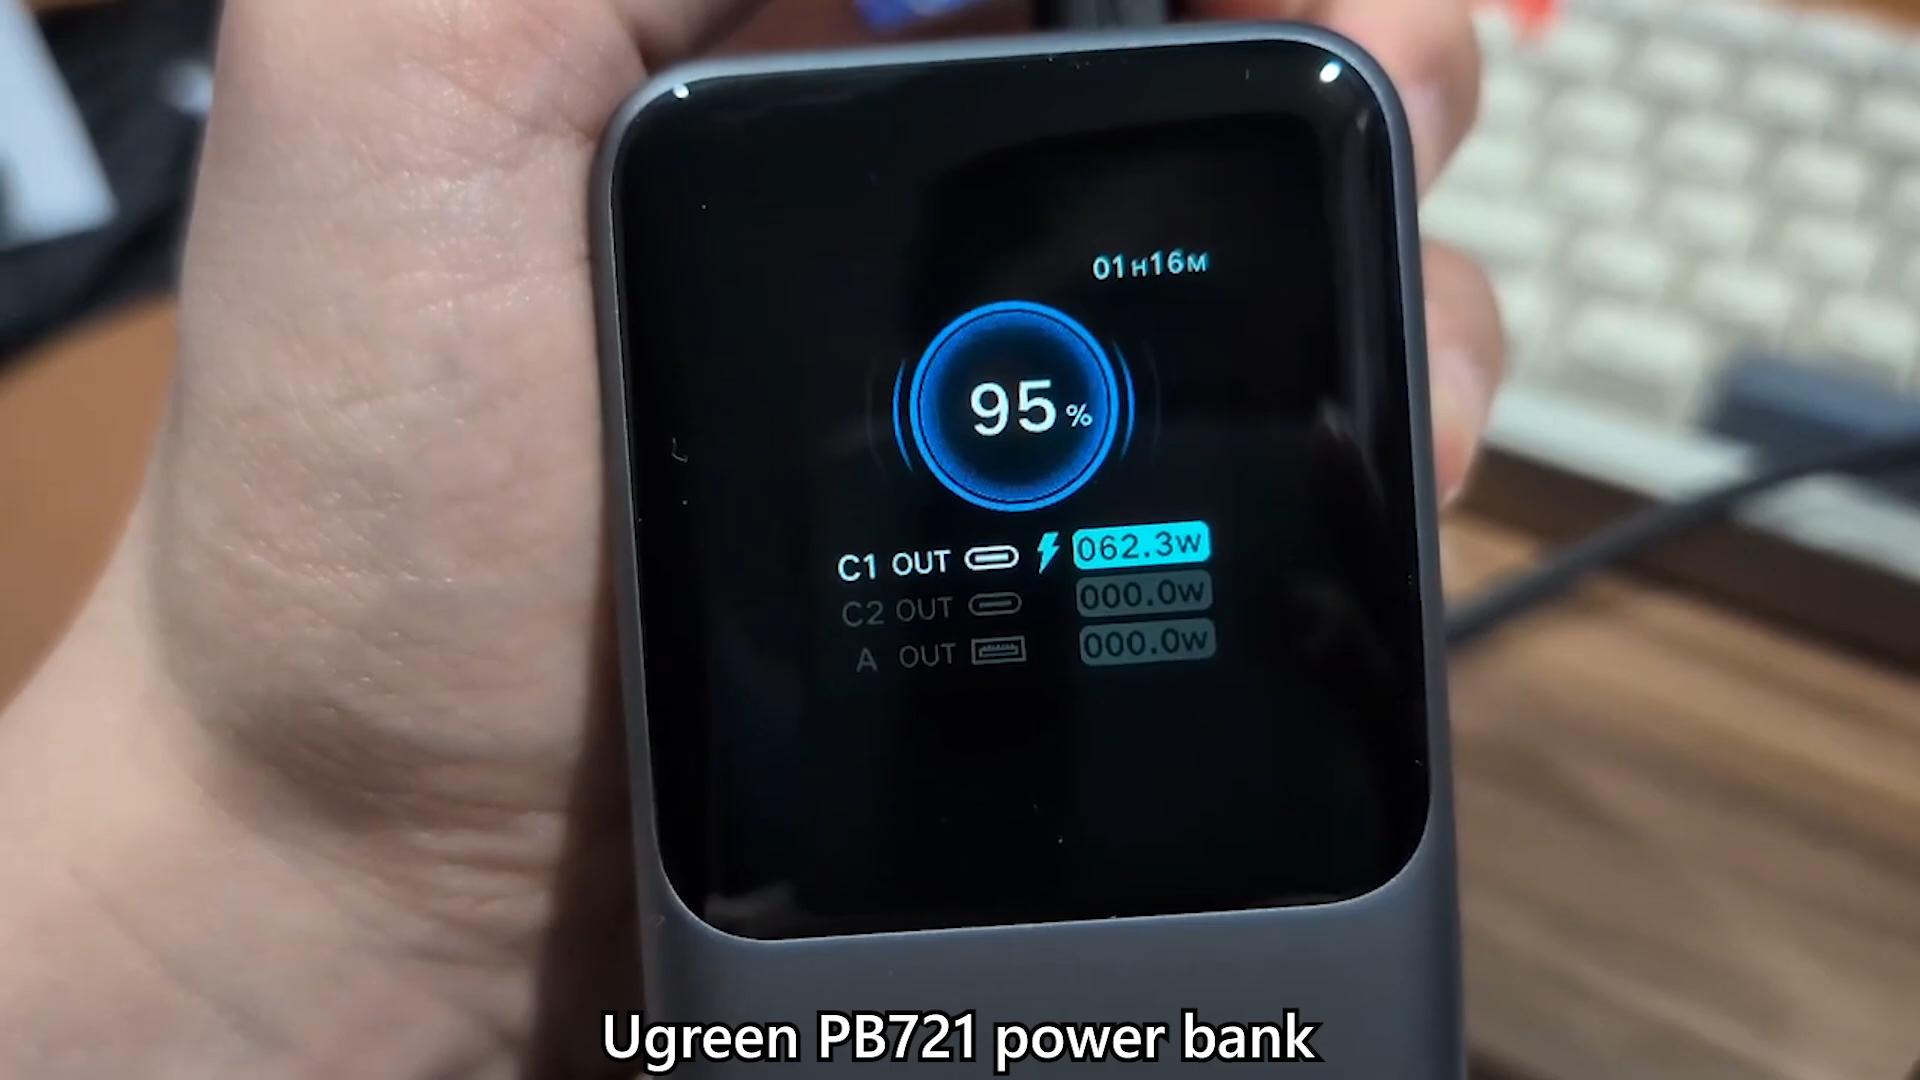 01H16M
95%
C1 OUT 062.3W
C2 OUT 000.0W
A OUT 000.0W
Ugreen PB721 power bank